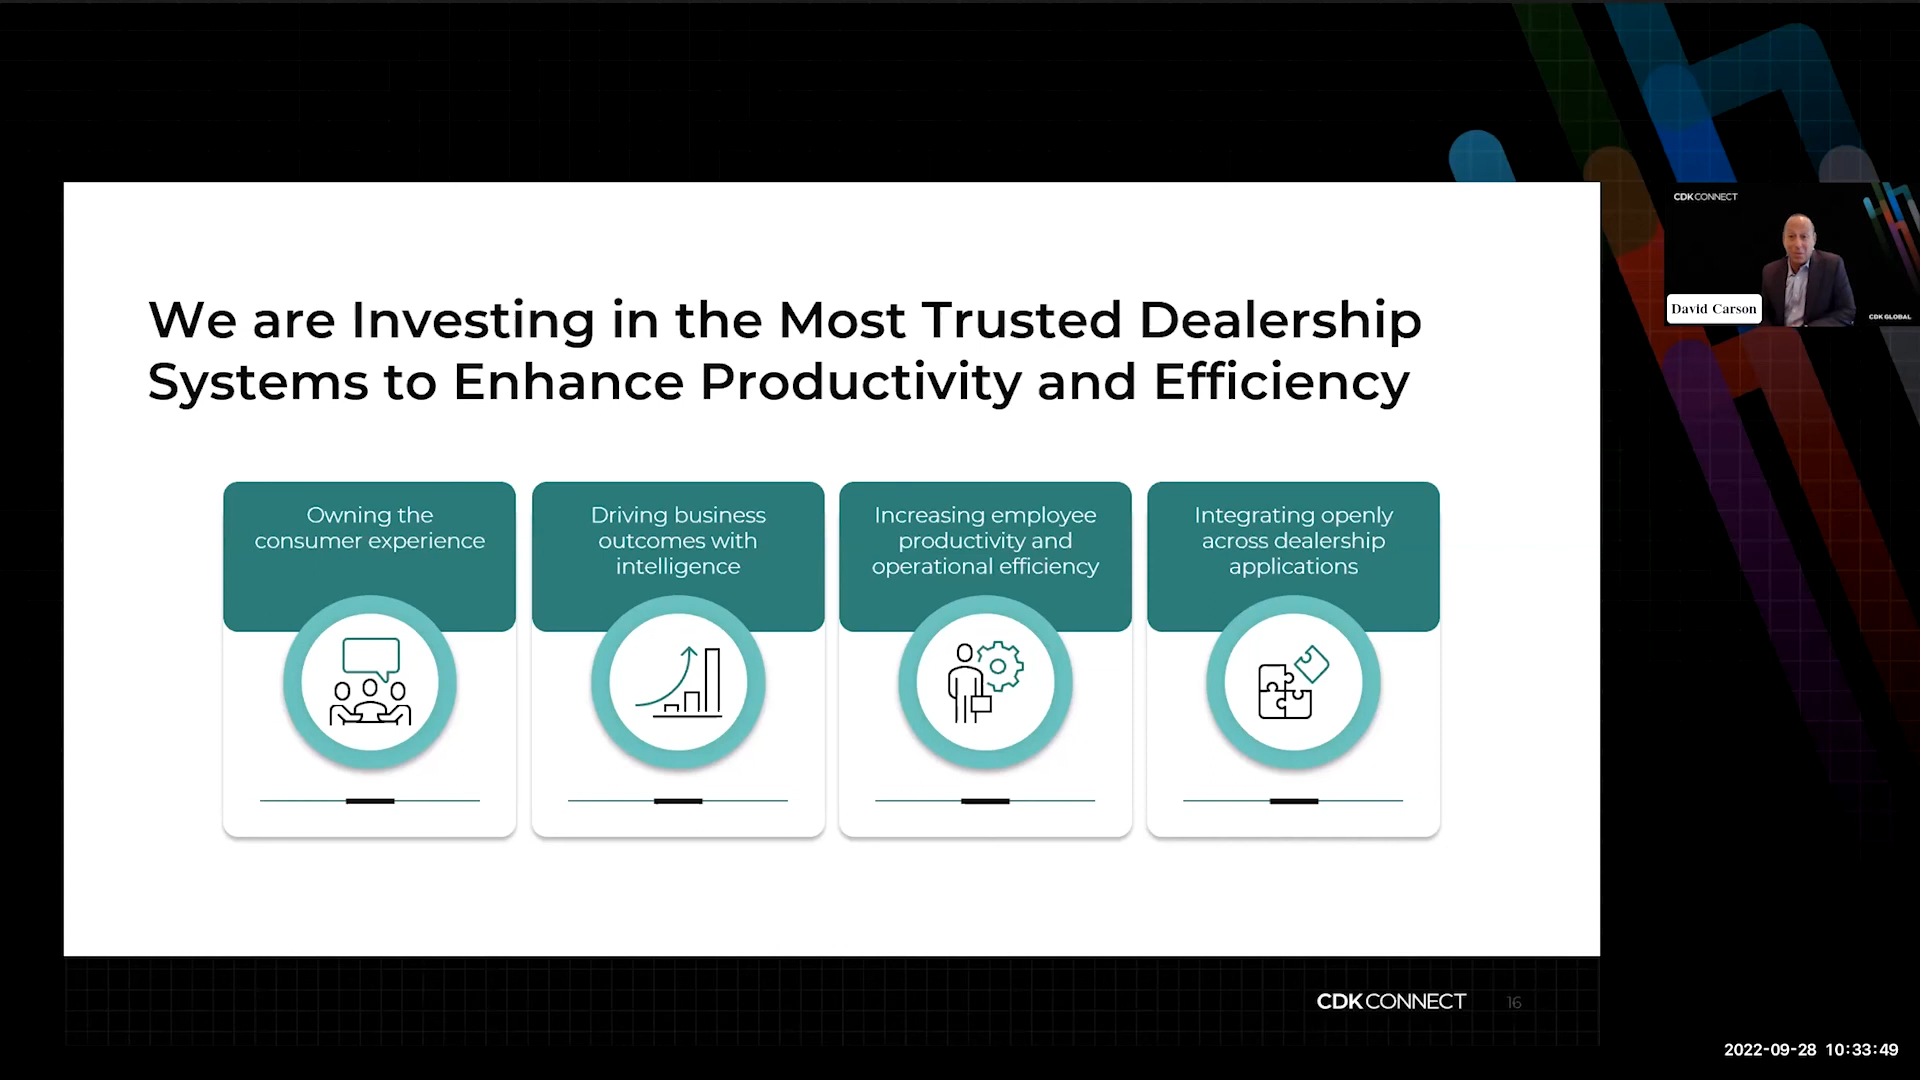 We are Investing in the Most Trusted Dealership
Systems to Enhance Productivity and Efficiency
Owning the
consumer experience
Driving business
outcomes with
intelligence
Increasing employee
productivity and
operational efficiency
Integrating openly
across dealership
applications
CDK CONNECT
David Carson
CDK GLOBAL
CDK CONNECT
16
2022-09-28 10:33:49